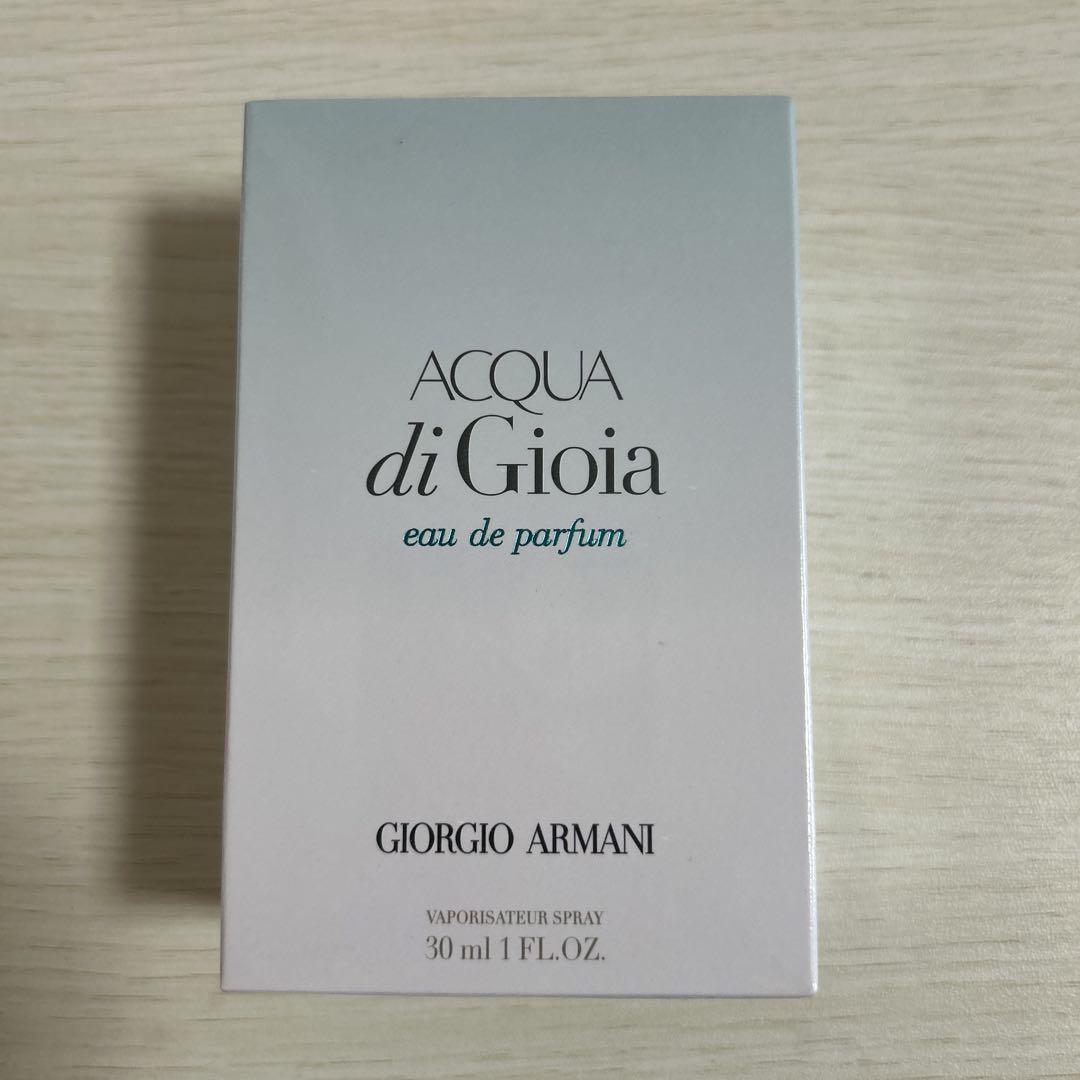 ACQUA
di Gioia
eau de parfum
GIORGIO ARMANI
VAPORISATEUR SPRAY
30 ml 1 FL.OZ.